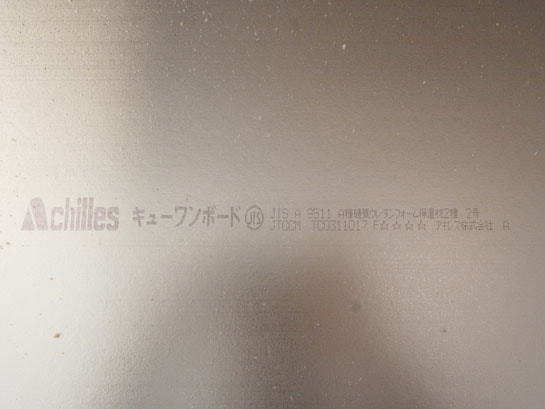 Achilles キューワンボード JIS JIS A 9511 A種硬質ウレタンフォーム保温材2種 2号
JTCCM TC0311017 F☆☆☆☆ アキレス株式会社 A